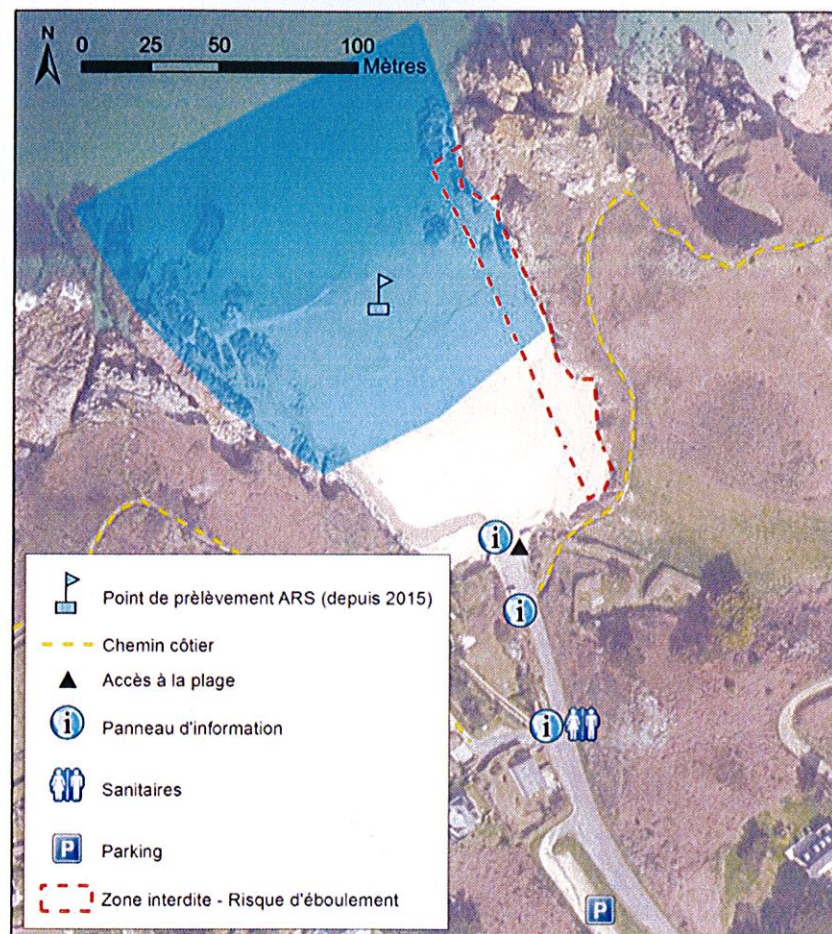 N
0 25 50 100
Mètres
i
i
i
Point de prèlèvement ARS (depuis 2015)
Chemin côtier
Accès à la plage
i Panneau d'information
Sanitaires
P Parking
Zone interdite - Risque d'éboulement
P